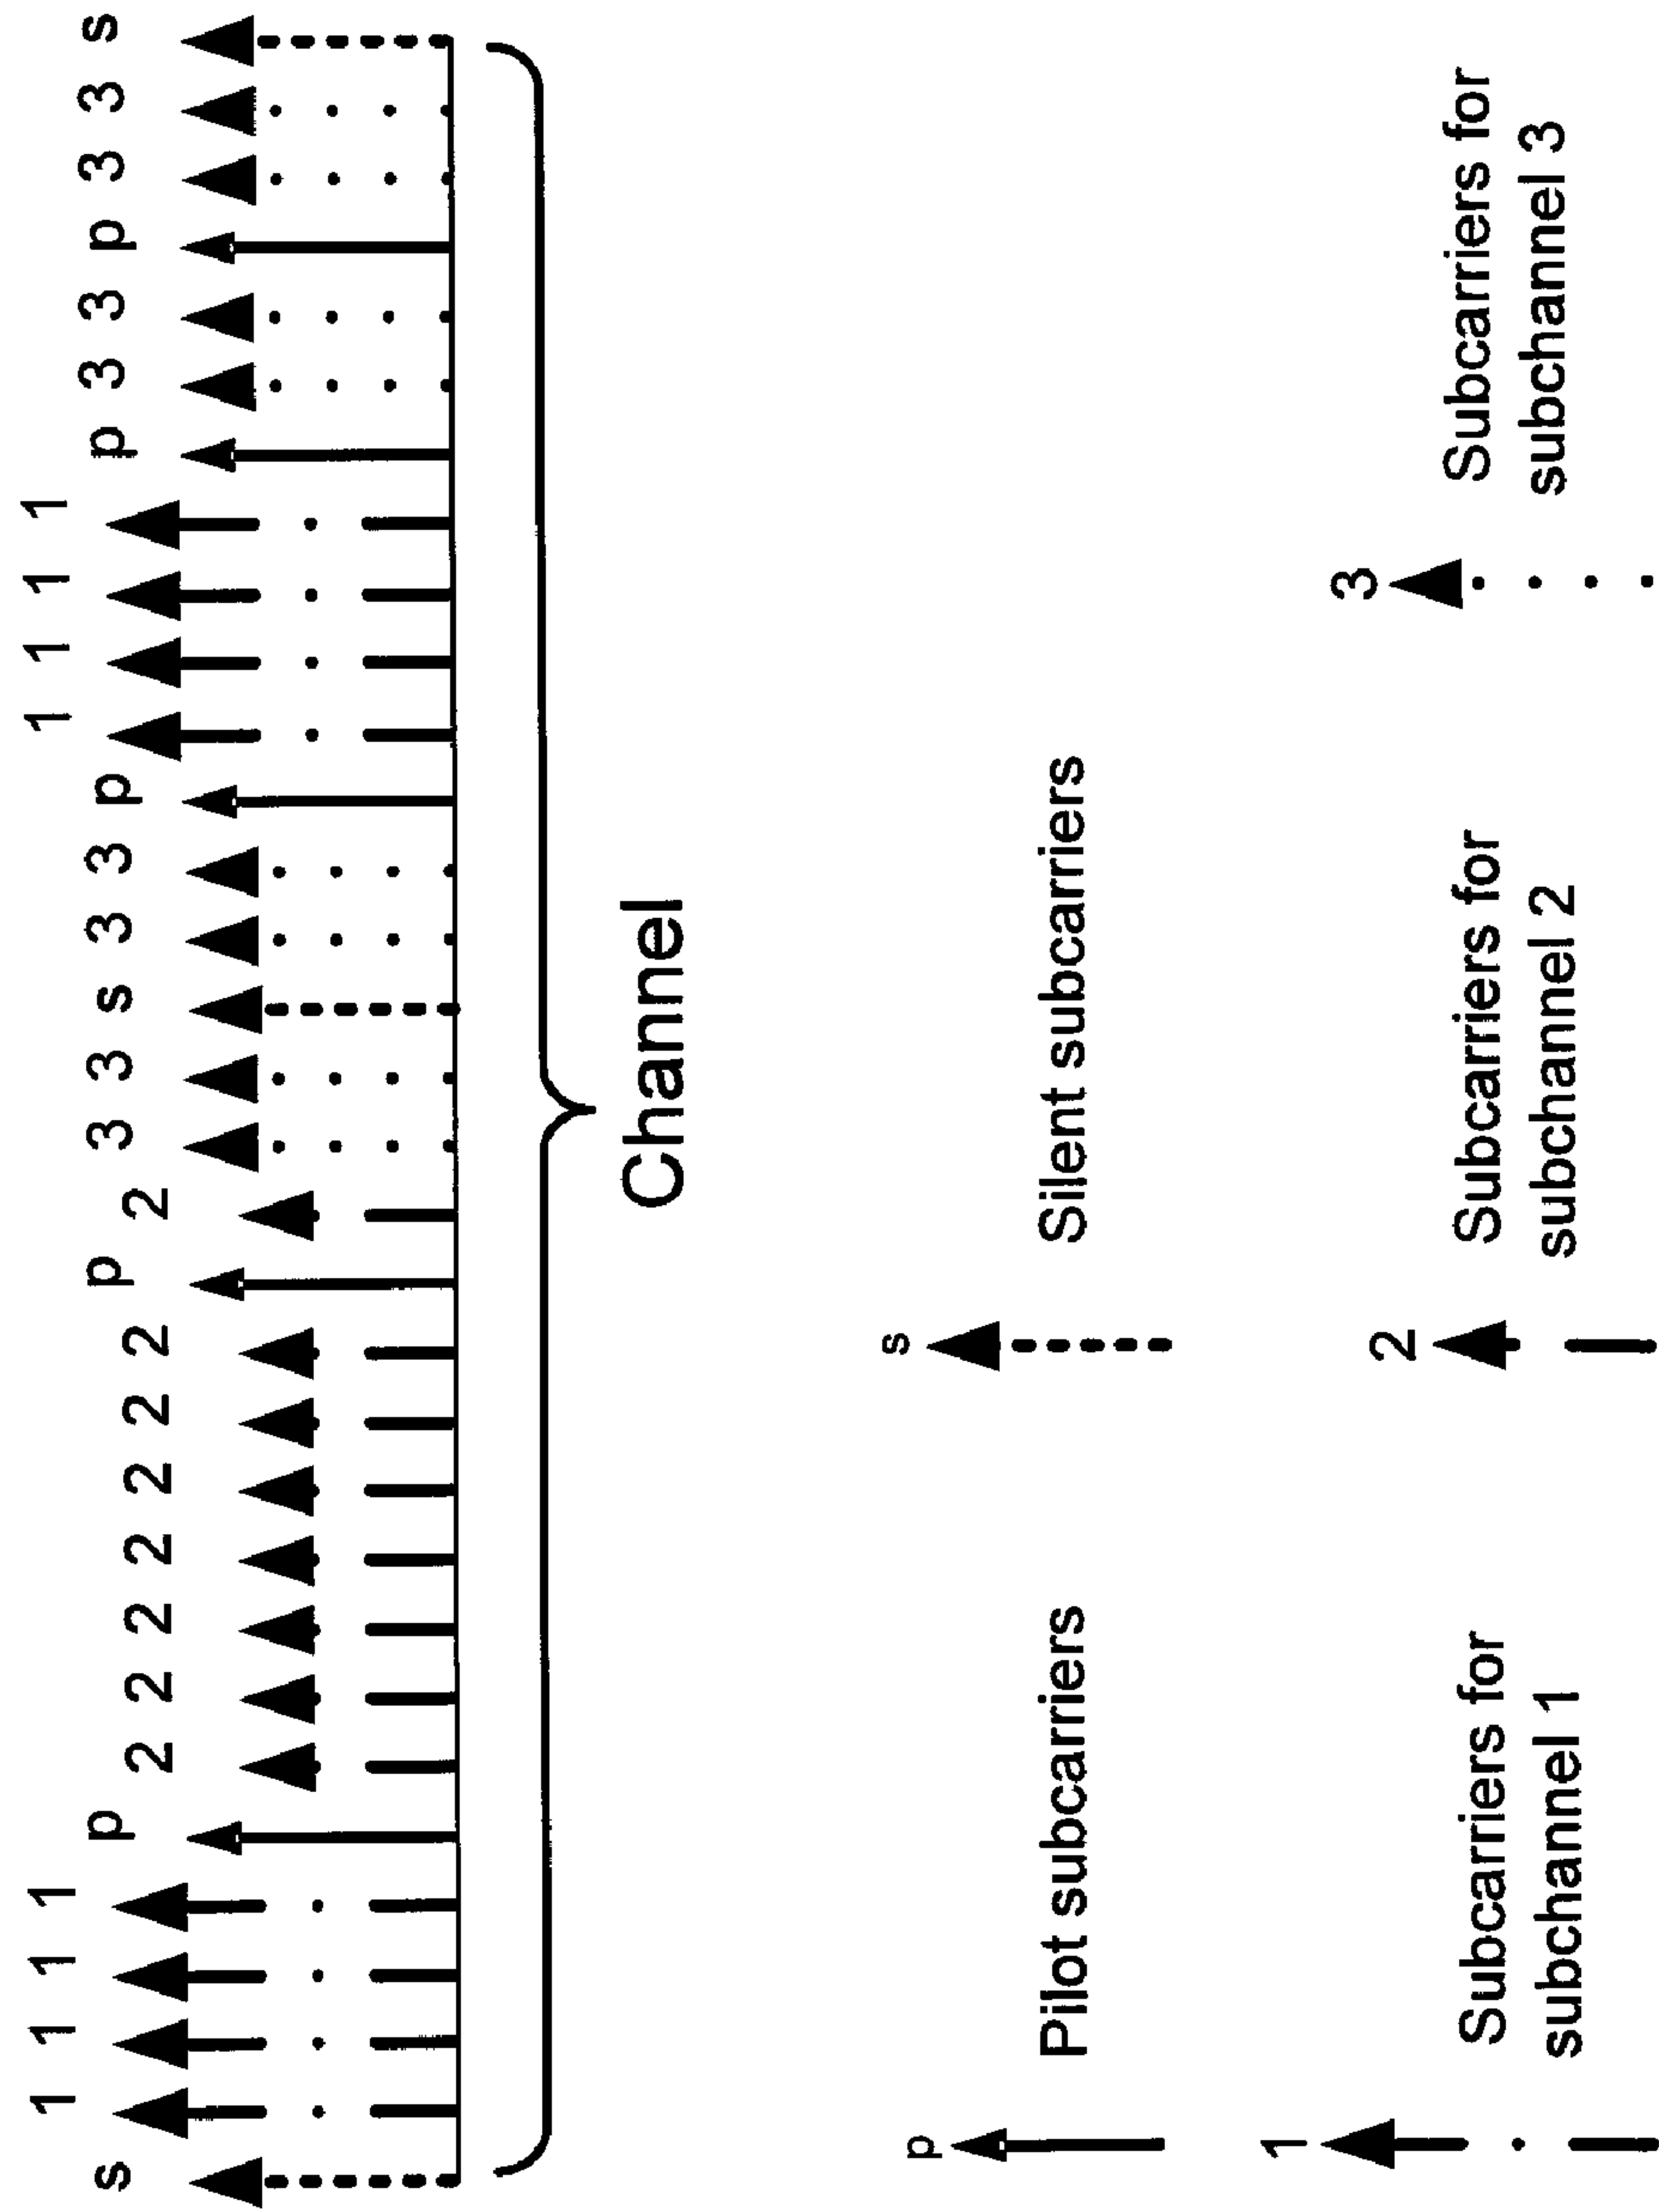 s 1 1 1 1 p 2 2 2 2 2 2 2 p 2 3 3 s 3 3 p 1 1 1 1 p 3 3 p 3 3 s
Channel
p Pilot subcarriers
s Silent subcarriers
1 Subcarriers for
subchannel 1
2 Subcarriers for
subchannel 2
3 Subcarriers for
subchannel 3